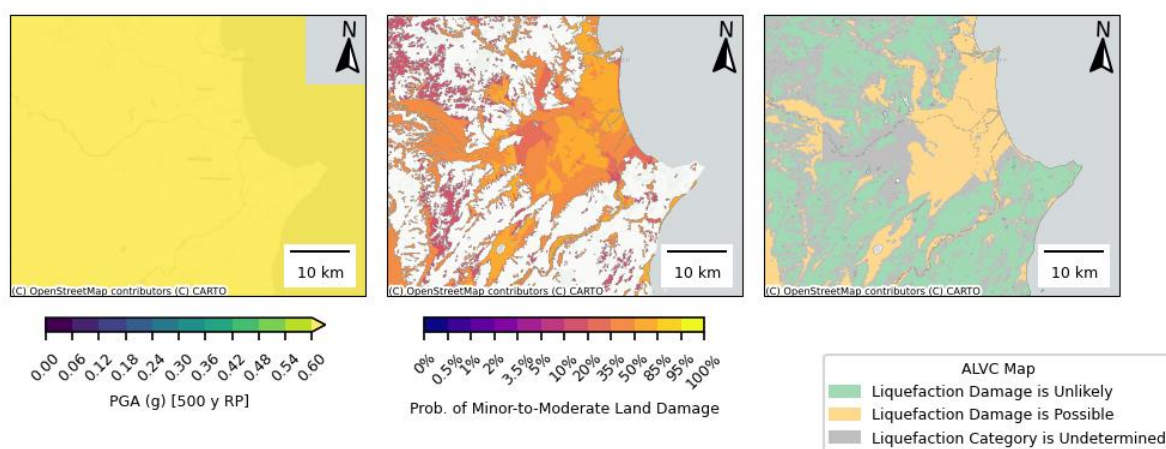 N
N
N
10 km
10 km
10 km
(C) OpenStreetMap contributors (C) CARTO
(C) OpenStreetMap contributors (C) CARTO
(C) OpenStreetMap contributors (C) CARTO
0.00 0.06 0.12 0.18 0.24 0.30 0.36 0.42 0.48 0.54 0.60
PGA (g) [500 y RP]
0% 0.5% 1% 2% 3.5% 5% 10% 20% 35% 50% 85% 95% 100%
Prob. of Minor-to-Moderate Land Damage
ALVC Map
Liquefaction Damage is Unlikely
Liquefaction Damage is Possible
Liquefaction Category is Undetermined